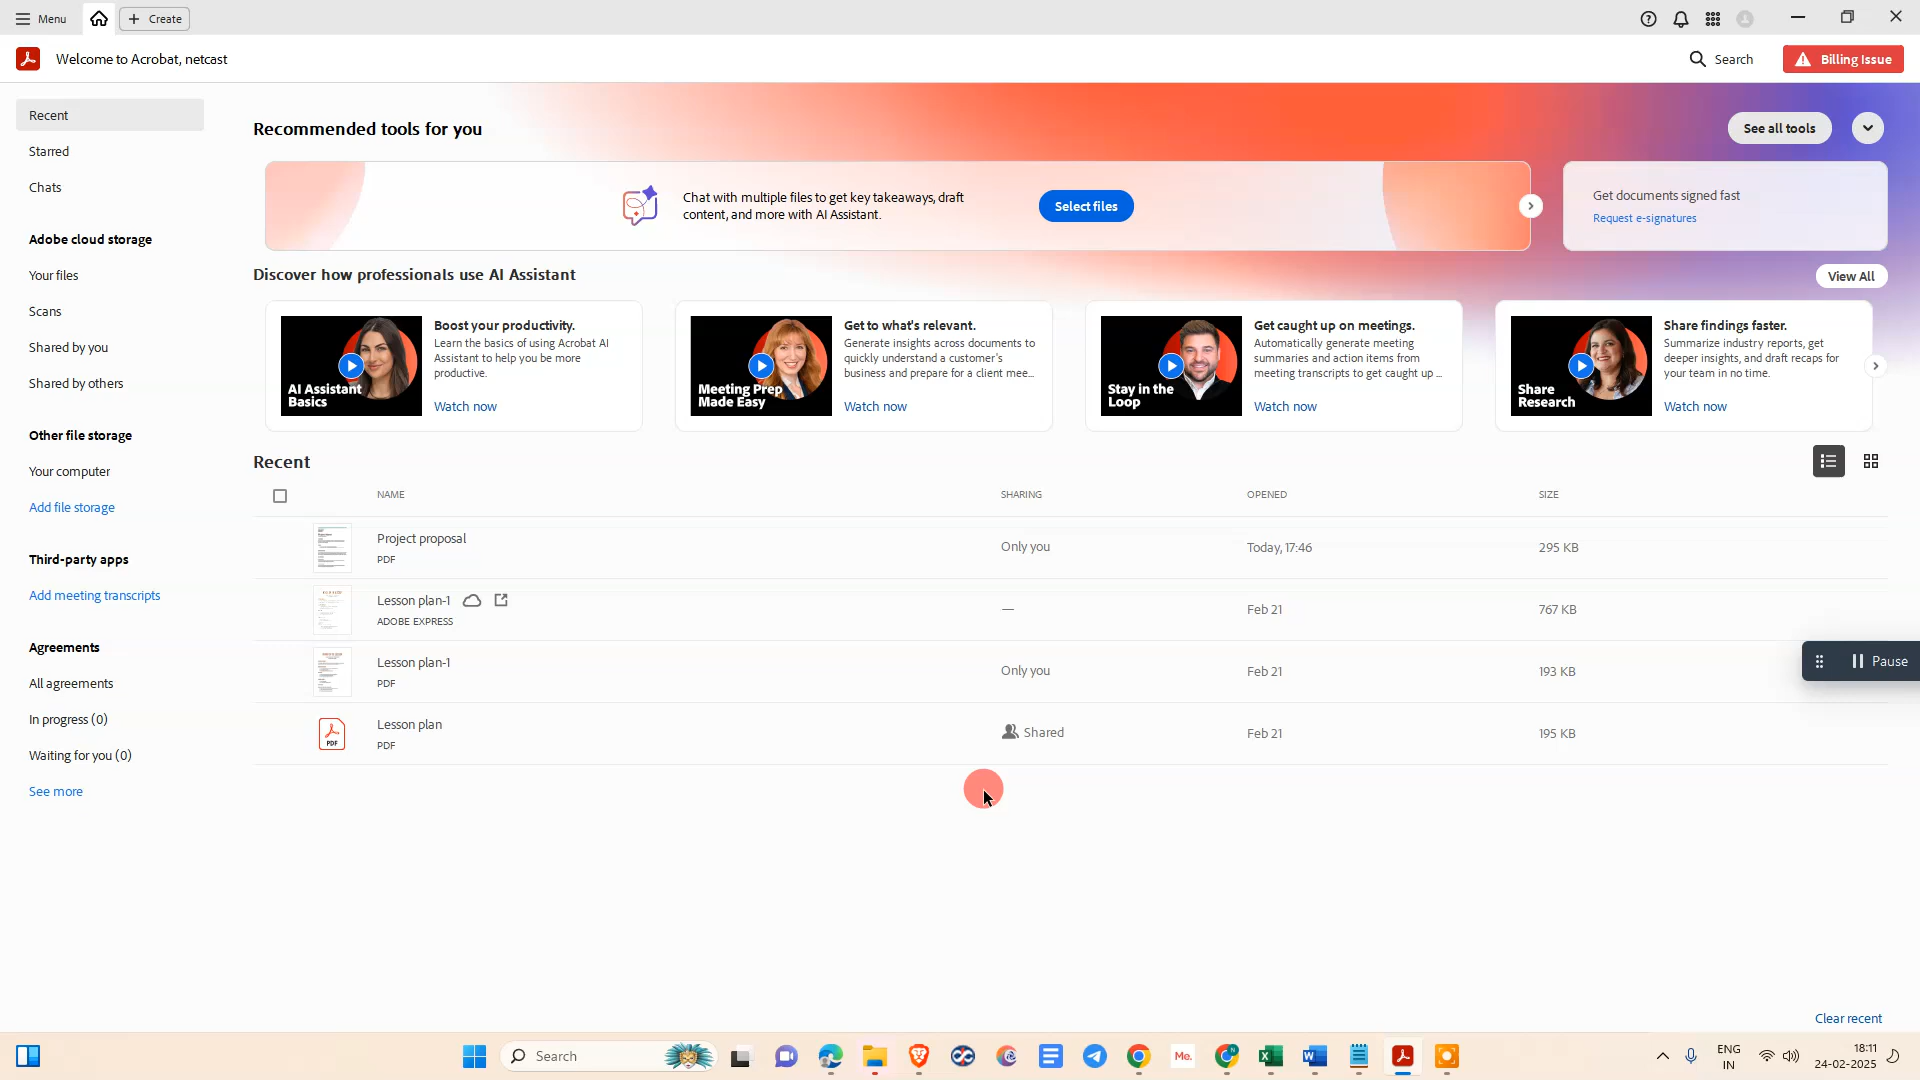 Menu
Create
Welcome to Acrobat, netcast
Search
Billing Issue
Recent
Starred
Chats
Adobe cloud storage
Your files
Scans
Shared by you
Shared by others
Other file storage
Your computer
Add file storage
Third-party apps
Add meeting transcripts
Agreements
All agreements
In progress (0)
Waiting for you (0)
See more
Recommended tools for you
See all tools
Chat with multiple files to get key takeaways, draft
content, and more with AI Assistant.
Select files
Get documents signed fast
Request e-signatures
Discover how professionals use AI Assistant
View All
AI Assistant
Basics
Boost your productivity.
Learn the basics of using Acrobat AI
Assistant to help you be more
productive.
Watch now
Meeting Prep
Made Easy
Get to what's relevant.
Generate insights across documents to
quickly understand a customer's
business and prepare for a client mee...
Watch now
Stay in the
Loop
Get caught up on meetings.
Automatically generate meeting
summaries and action items from
meeting transcripts to get caught up ...
Watch now
Share
Research
Share findings faster.
Summarize industry reports, get
deeper insights, and draft recaps for
your team in no time.
Watch now
Recent
NAME SHARING OPENED SIZE
Project proposal
PDF
Only you Today, 17:46 295 KB
Lesson plan-1
ADOBE EXPRESS
— Feb 21 767 KB
Lesson plan-1
PDF
Only you Feb 21 193 KB
PDF
Lesson plan
PDF
Shared Feb 21 195 KB
Pause
Clear recent
Search
Me.
ENG
IN
18:11
24-02-2025